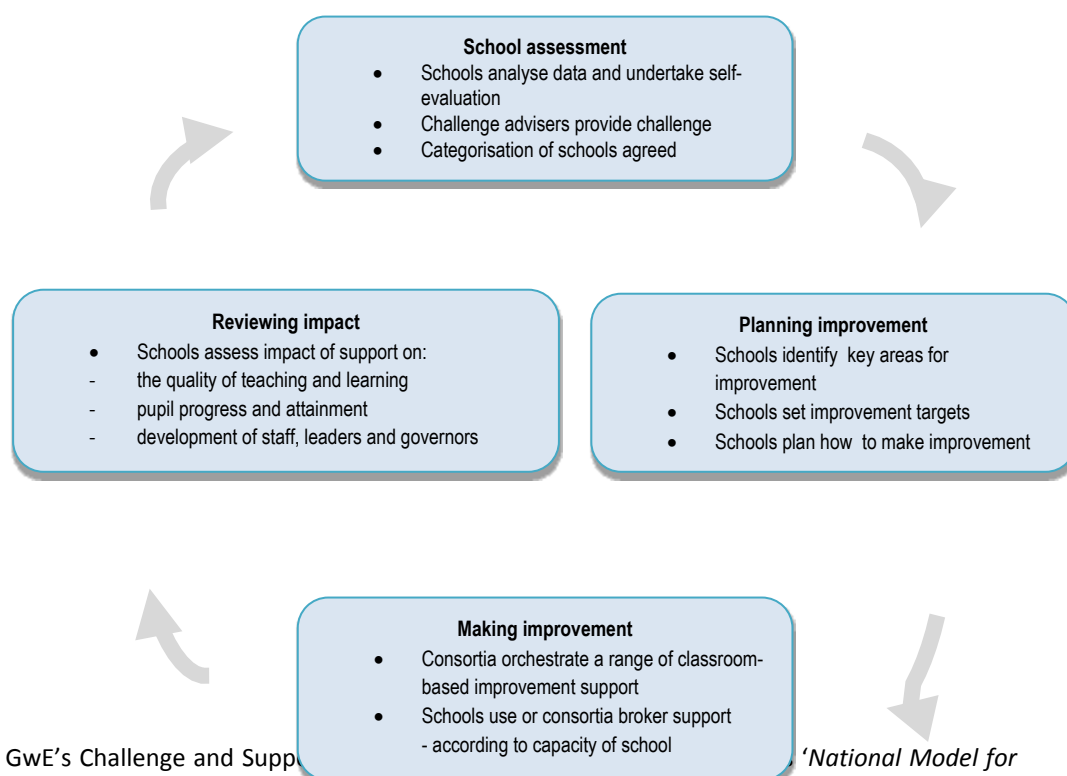 School assessment
• Schools analyse data and undertake self-
evaluation
• Challenge advisers provide challenge
• Categorisation of schools agreed
Reviewing impact
• Schools assess impact of support on:
- the quality of teaching and learning
- pupil progress and attainment
- development of staff, leaders and governors
Planning improvement
• Schools identify key areas for
improvement
• Schools set improvement targets
• Schools plan how to make improvement
Making improvement
• Consortia orchestrate a range of classroom-
based improvement support
• Schools use or consortia broker support
- according to capacity of school
GwE's Challenge and ‘National Model for